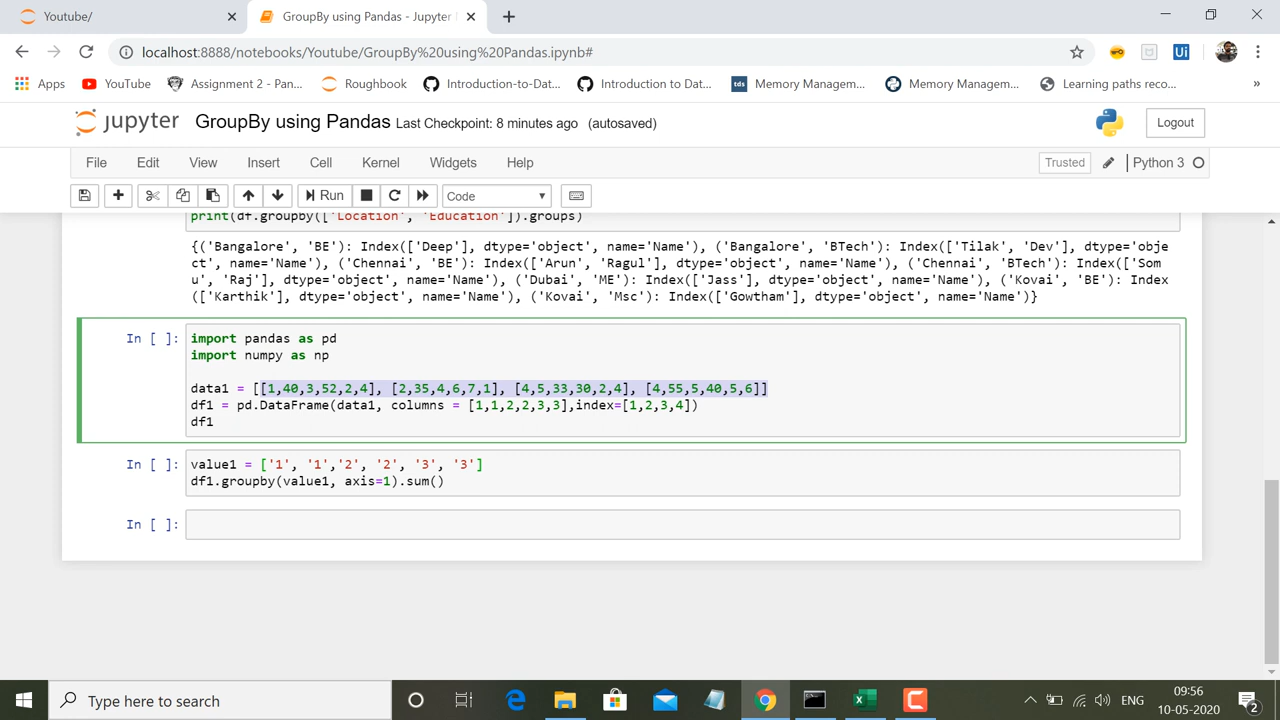 Youtube/
GroupBy using Pandas - Jupyter
localhost:8888/notebooks/Youtube/GroupBy%20using%20Pandas.ipynb#
Ui
Apps YouTube Assignment 2 - Pan... Roughbook Introduction-to-Dat... Introduction to Dat... tds Memory Managem... Memory Managem... Learning paths reco... »
jupyter GroupBy using Pandas Last Checkpoint: 8 minutes ago (autosaved) Logout
File Edit View Insert Cell Kernel Widgets Help Trusted Python 3
Run Code
print(df.groupby(['Location', 'Education']).groups)
{('Bangalore', 'BE'): Index(['Deep'], dtype='object', name='Name'), ('Bangalore', 'BTech'): Index(['Tilak', 'Dev'], dtype='obje
ct', name='Name'), ('Chennai', 'BE'): Index(['Arun', 'Ragul'], dtype='object', name='Name'), ('Chennai', 'BTech'): Index(['Som
u', 'Raj'], dtype='object', name='Name'), ('Dubai', 'ME'): Index(['Jass'], dtype='object', name='Name'), ('Kovai', 'BE'): Index
(['Karthik'], dtype='object', name='Name'), ('Kovai', 'Msc'): Index(['Gowtham'], dtype='object', name='Name')}
In [ ]: import pandas as pd
import numpy as np
data1 = [[1,40,3,52,2,4], [2,35,4,6,7,1], [4,5,33,30,2,4], [4,55,5,40,5,6]]
df1 = pd.DataFrame(data1, columns = [1,1,2,2,3,3],index=[1,2,3,4])
df1
In [ ]: value1 = ['1', '1','2', '2', '3', '3']
df1.groupby(value1, axis=1).sum()
In [ ]:
Type here to search
ENG
09:56
10-05-2020
2